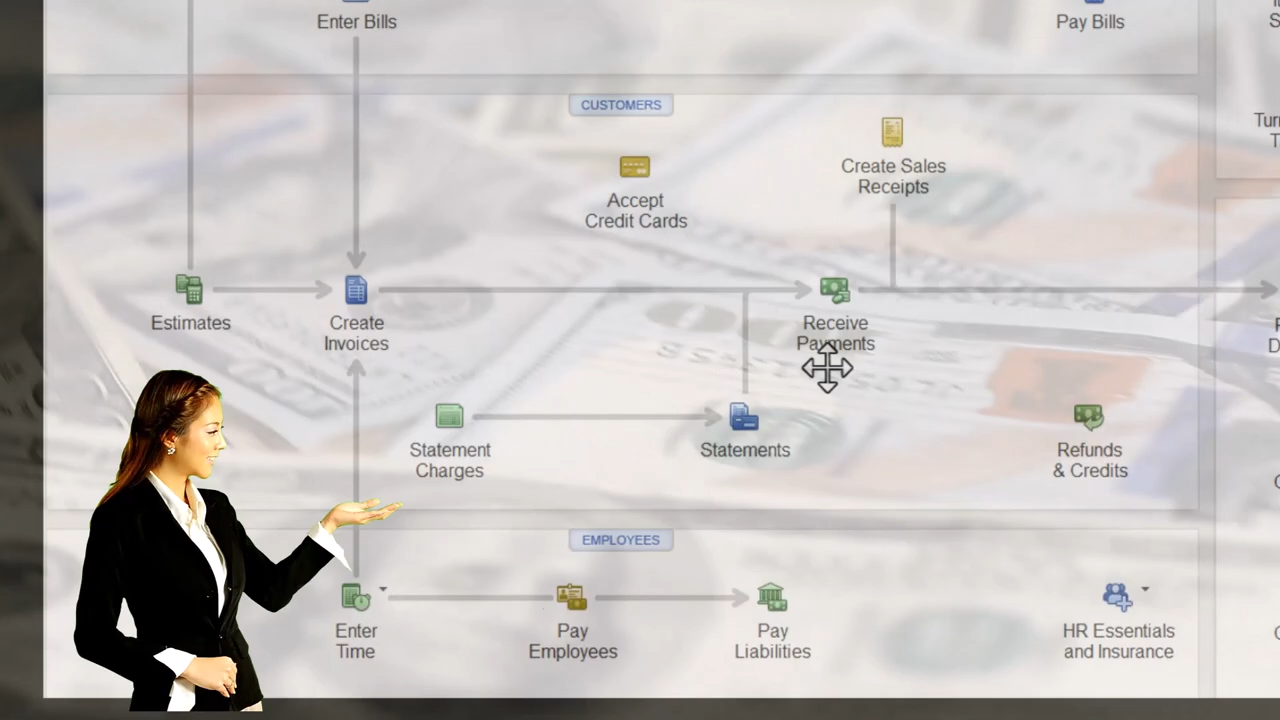 Enter Bills
Pay Bills
CUSTOMERS
Create Sales
Receipts
Accept
Credit Cards
Estimates
Create
Invoices
Receive
Payments
Statement
Charges
Statements
Refunds
& Credits
EMPLOYEES
Enter
Time
Pay
Employees
Pay
Liabilities
HR Essentials
and Insurance